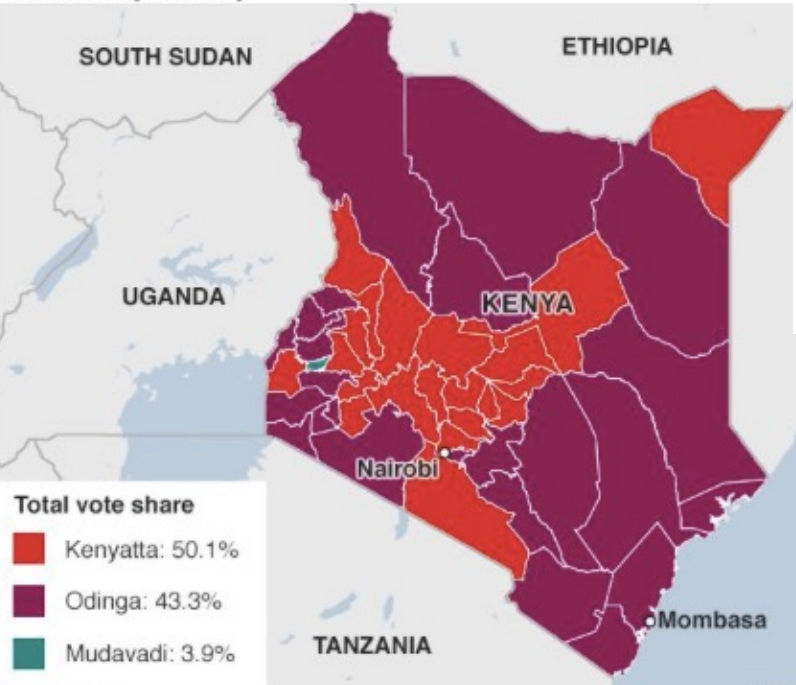 SOUTH SUDAN
ETHIOPIA
UGANDA
KENYA
Nairobi
Total vote share
Kenyatta: 50.1%
Odinga: 43.3%
Mudavadi: 3.9%
TANZANIA
Mombasa